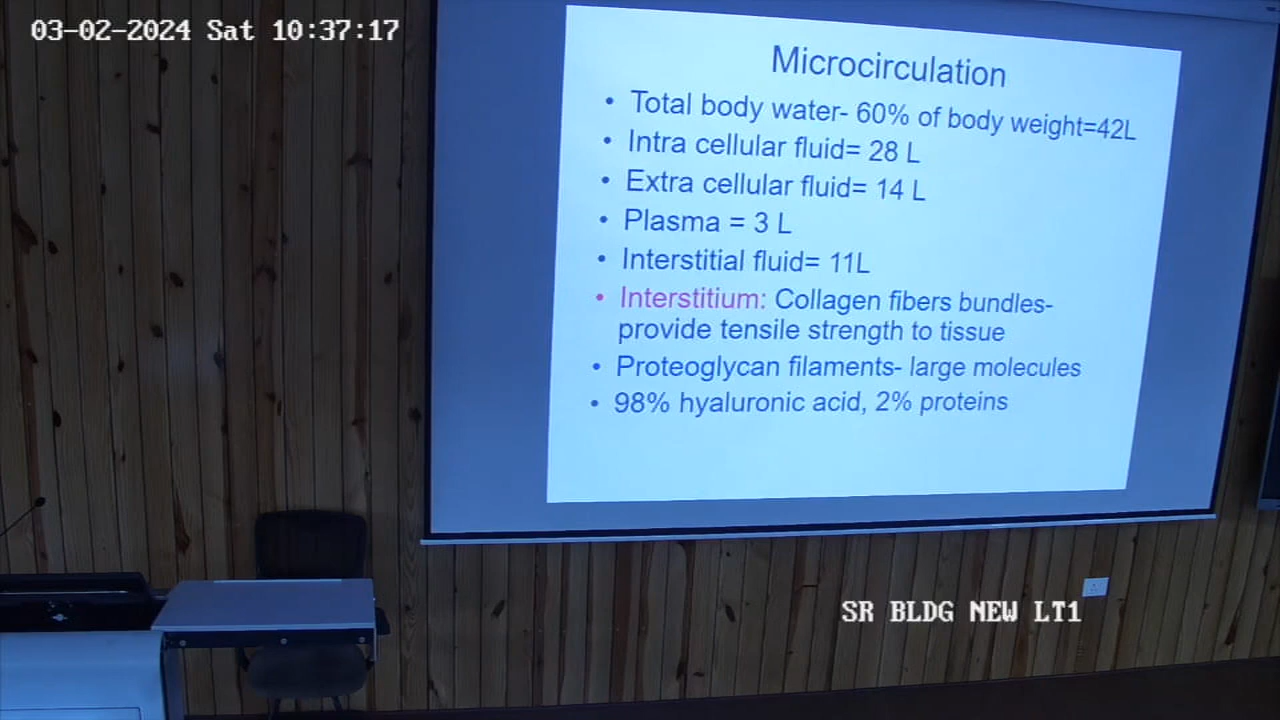 03-02-2024 Sat 10:37:17
Microcirculation
• Total body water- 60% of body weight=42L
• Intra cellular fluid= 28 L
• Extra cellular fluid= 14 L
• Plasma = 3 L
• Interstitial fluid= 11L
• Interstitium: Collagen fibers bundles-
provide tensile strength to tissue
• Proteoglycan filaments- large molecules
• 98% hyaluronic acid, 2% proteins
SR BLDG NEW LT1